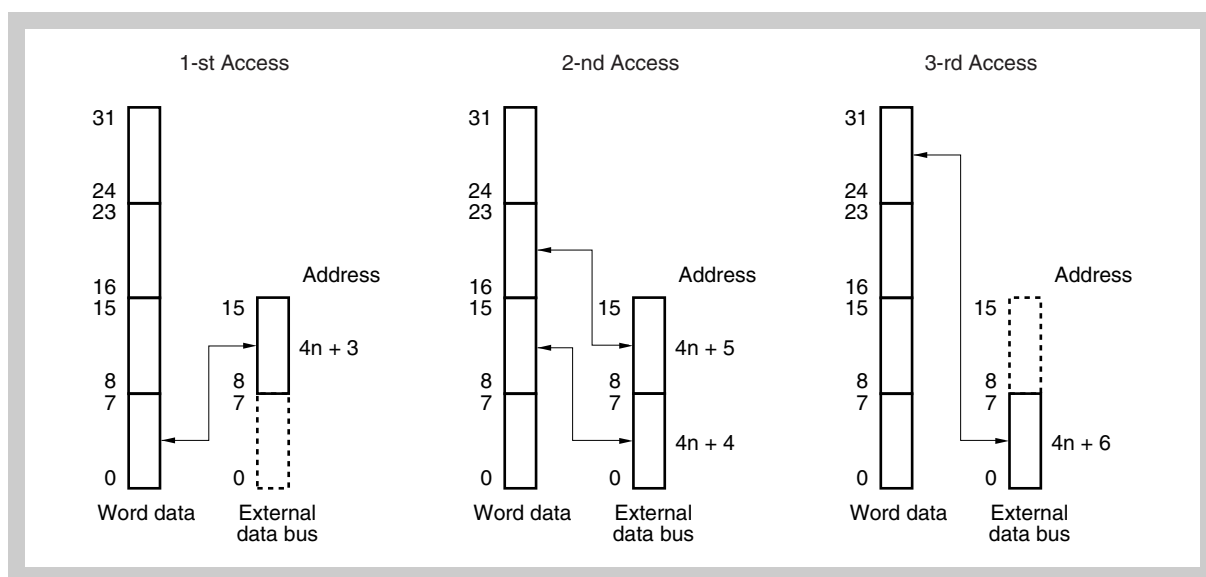 1-st Access
31
24
23
16
15
8
7
0
Word data
Address
15
4n + 3
8
7
0
External
data bus
2-nd Access
31
24
23
16
15
8
7
0
Word data
Address
15
4n + 5
8
7
4n + 4
0
External
data bus
3-rd Access
31
24
23
16
15
8
7
0
Word data
Address
15
8
7
4n + 6
0
External
data bus